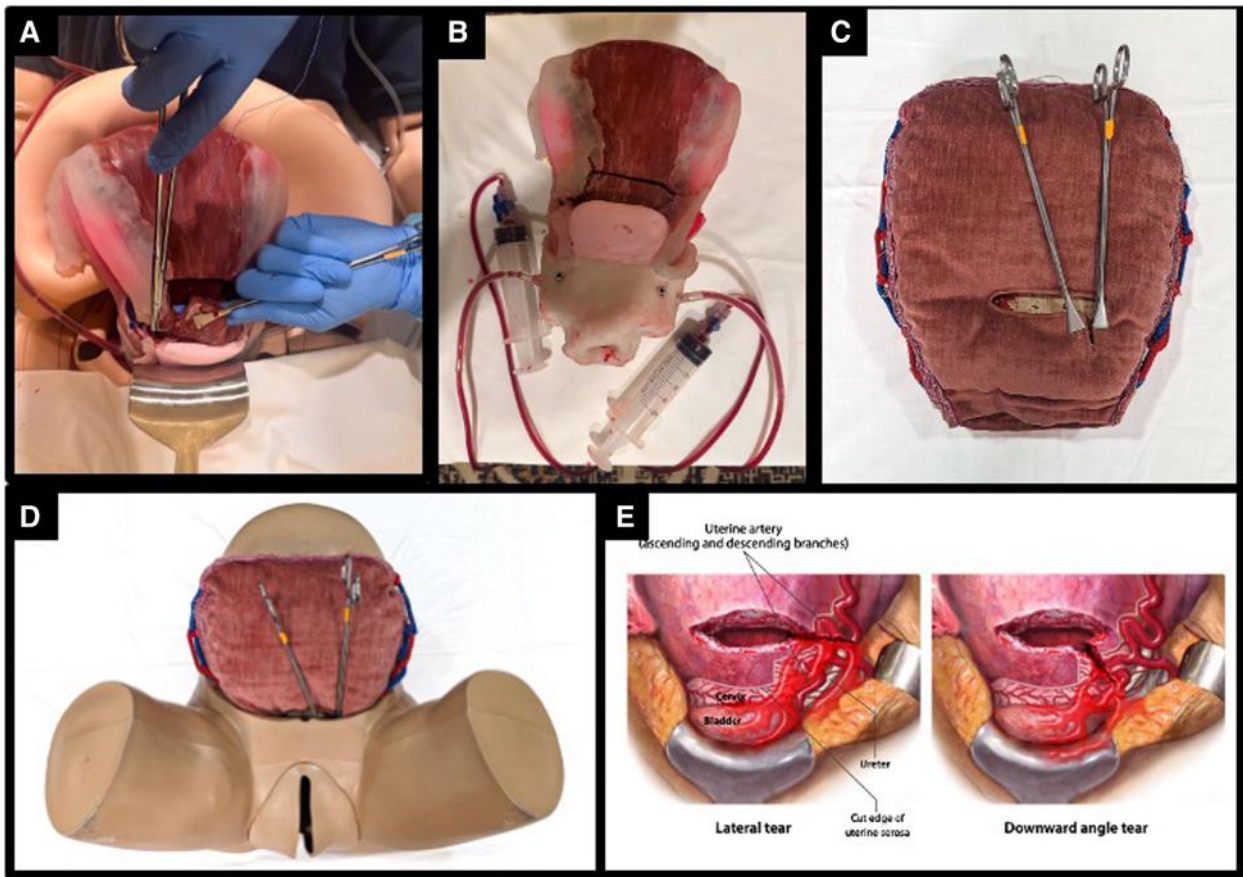 A
B
C
D
E
Uterine artery
(ascending and descending branches)
Cervix
Bladder
Ureter
Cut edge of
uterine serosa
Lateral tear
Downward angle tear